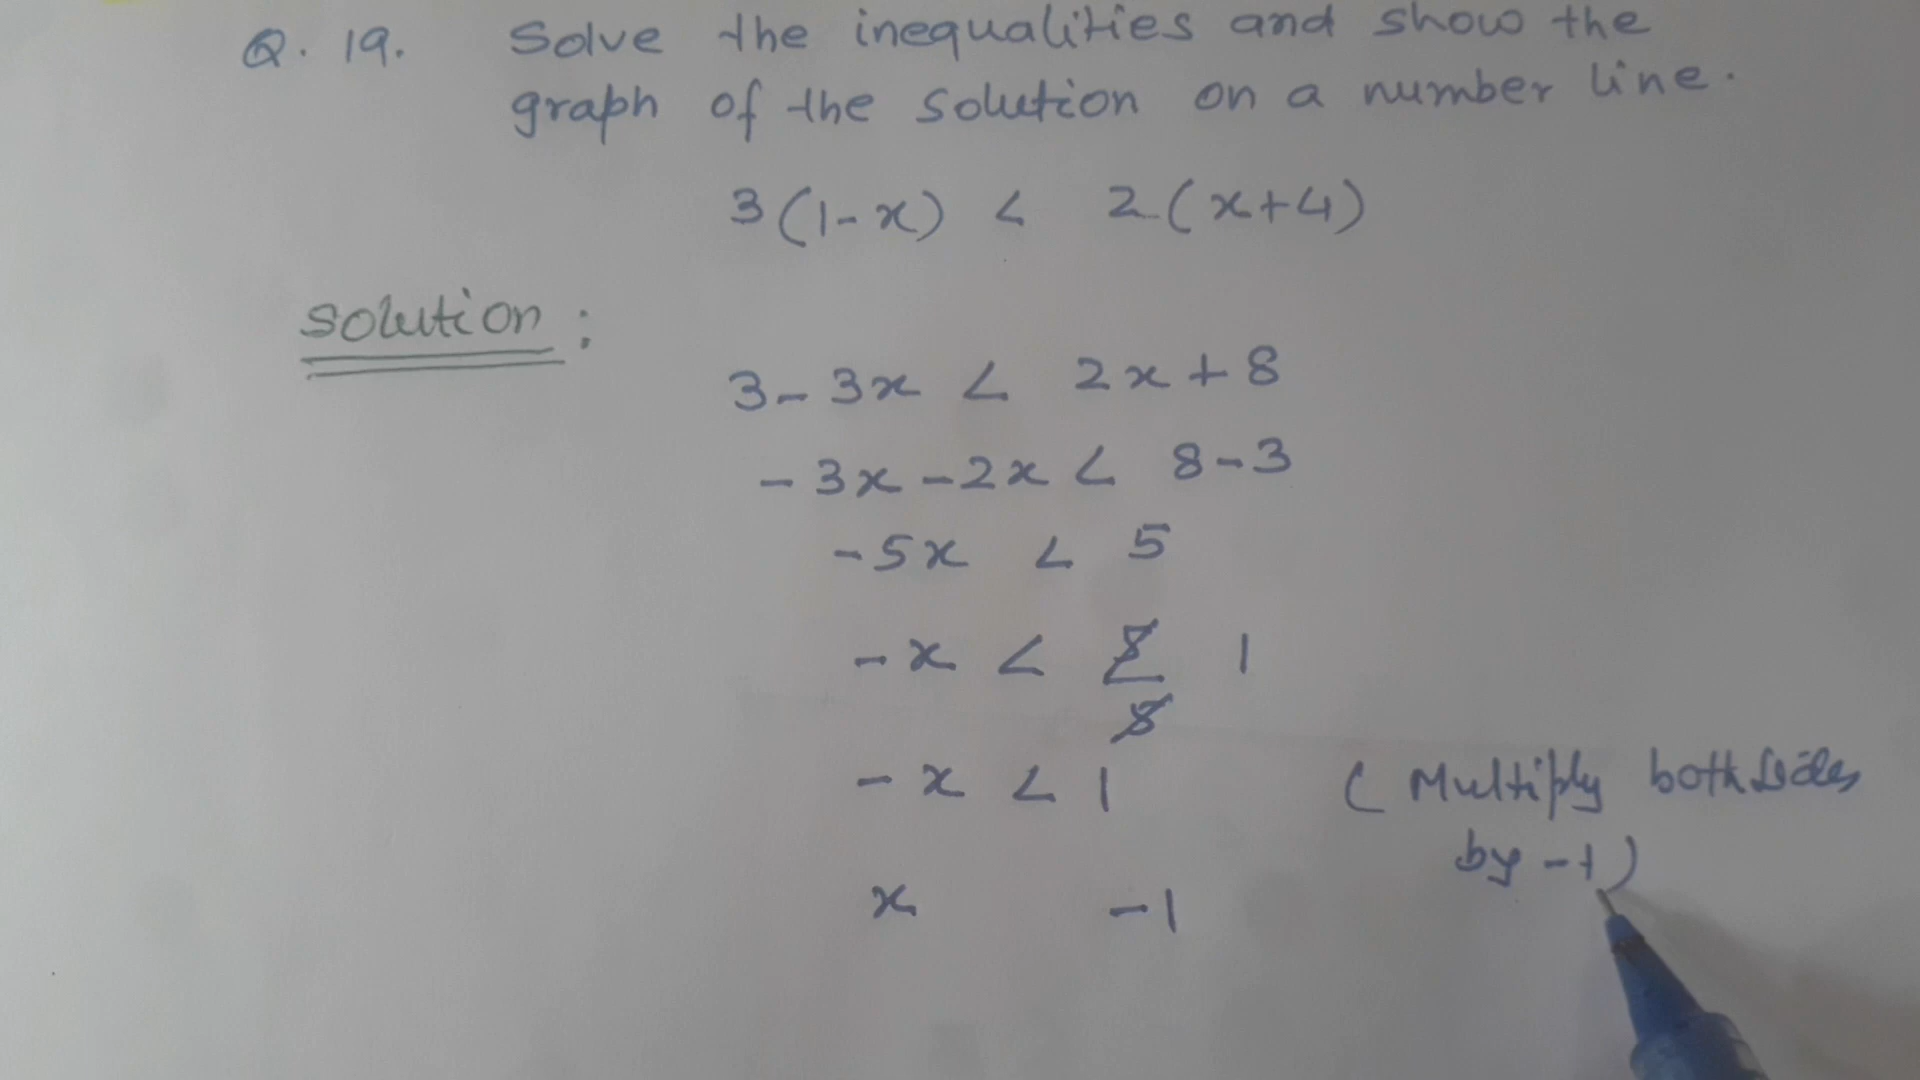 Q. 19. Solve the inequalities and show the
graph of the solution on a number line.
3(1-x) < 2(x+4)
Solution :
3 - 3x < 2x + 8
- 3x - 2x < 8 - 3
- 5x < 5
- x < 5/5 1
- x < 1 (Multiply both sides
by -1)
x -1